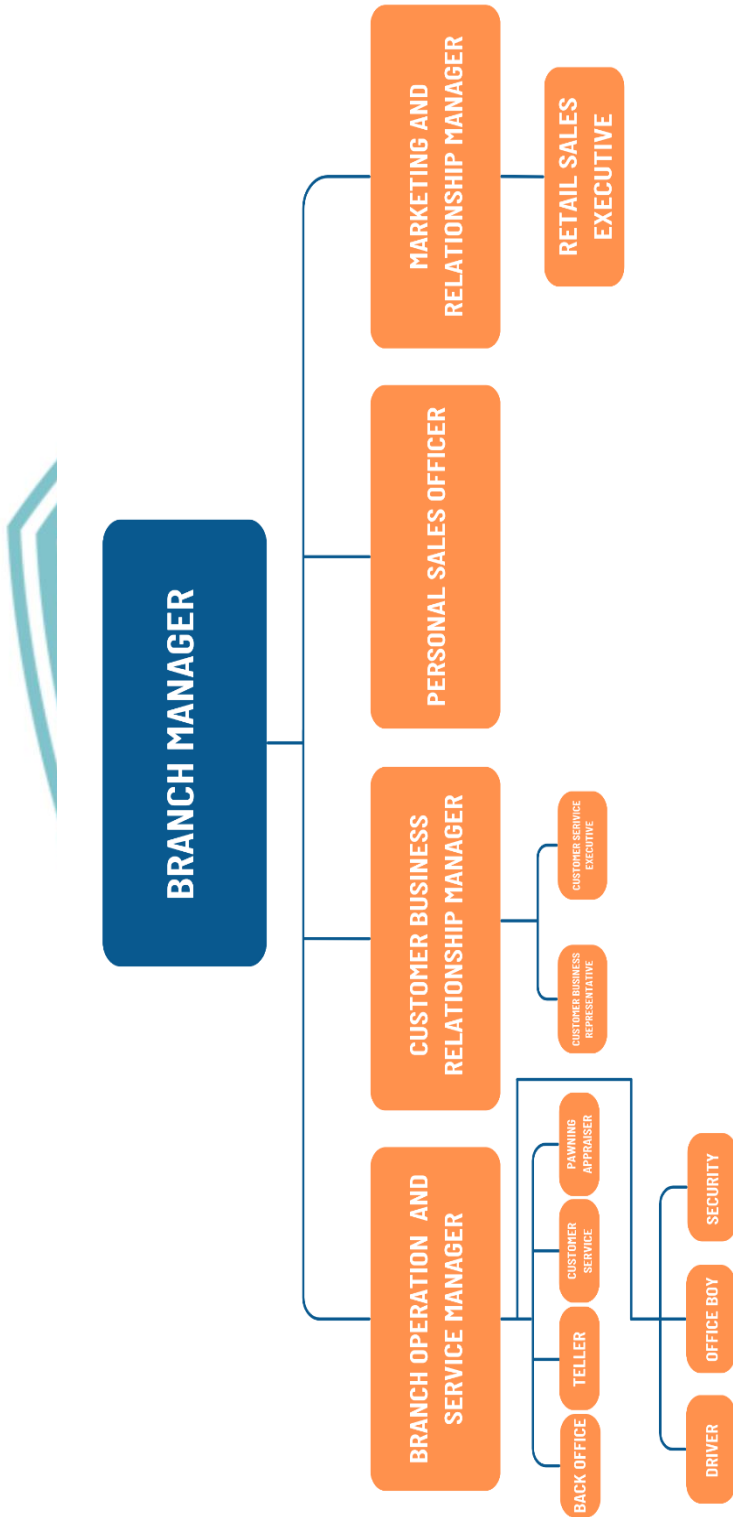 BRANCH MANAGER
BRANCH OPERATION AND
SERVICE MANAGER
CUSTOMER BUSINESS
RELATIONSHIP MANAGER
PERSONAL SALES OFFICER
MARKETING AND
RELATIONSHIP MANAGER
BACK OFFICE
TELLER
CUSTOMER
SERVICE
PAWNING
APPRAISER
CUSTOMER BUSINESS
REPRESENTATIVE
CUSTOMER SERIVICE
EXECUTIVE
RETAIL SALES
EXECUTIVE
DRIVER
OFFICE BOY
SECURITY